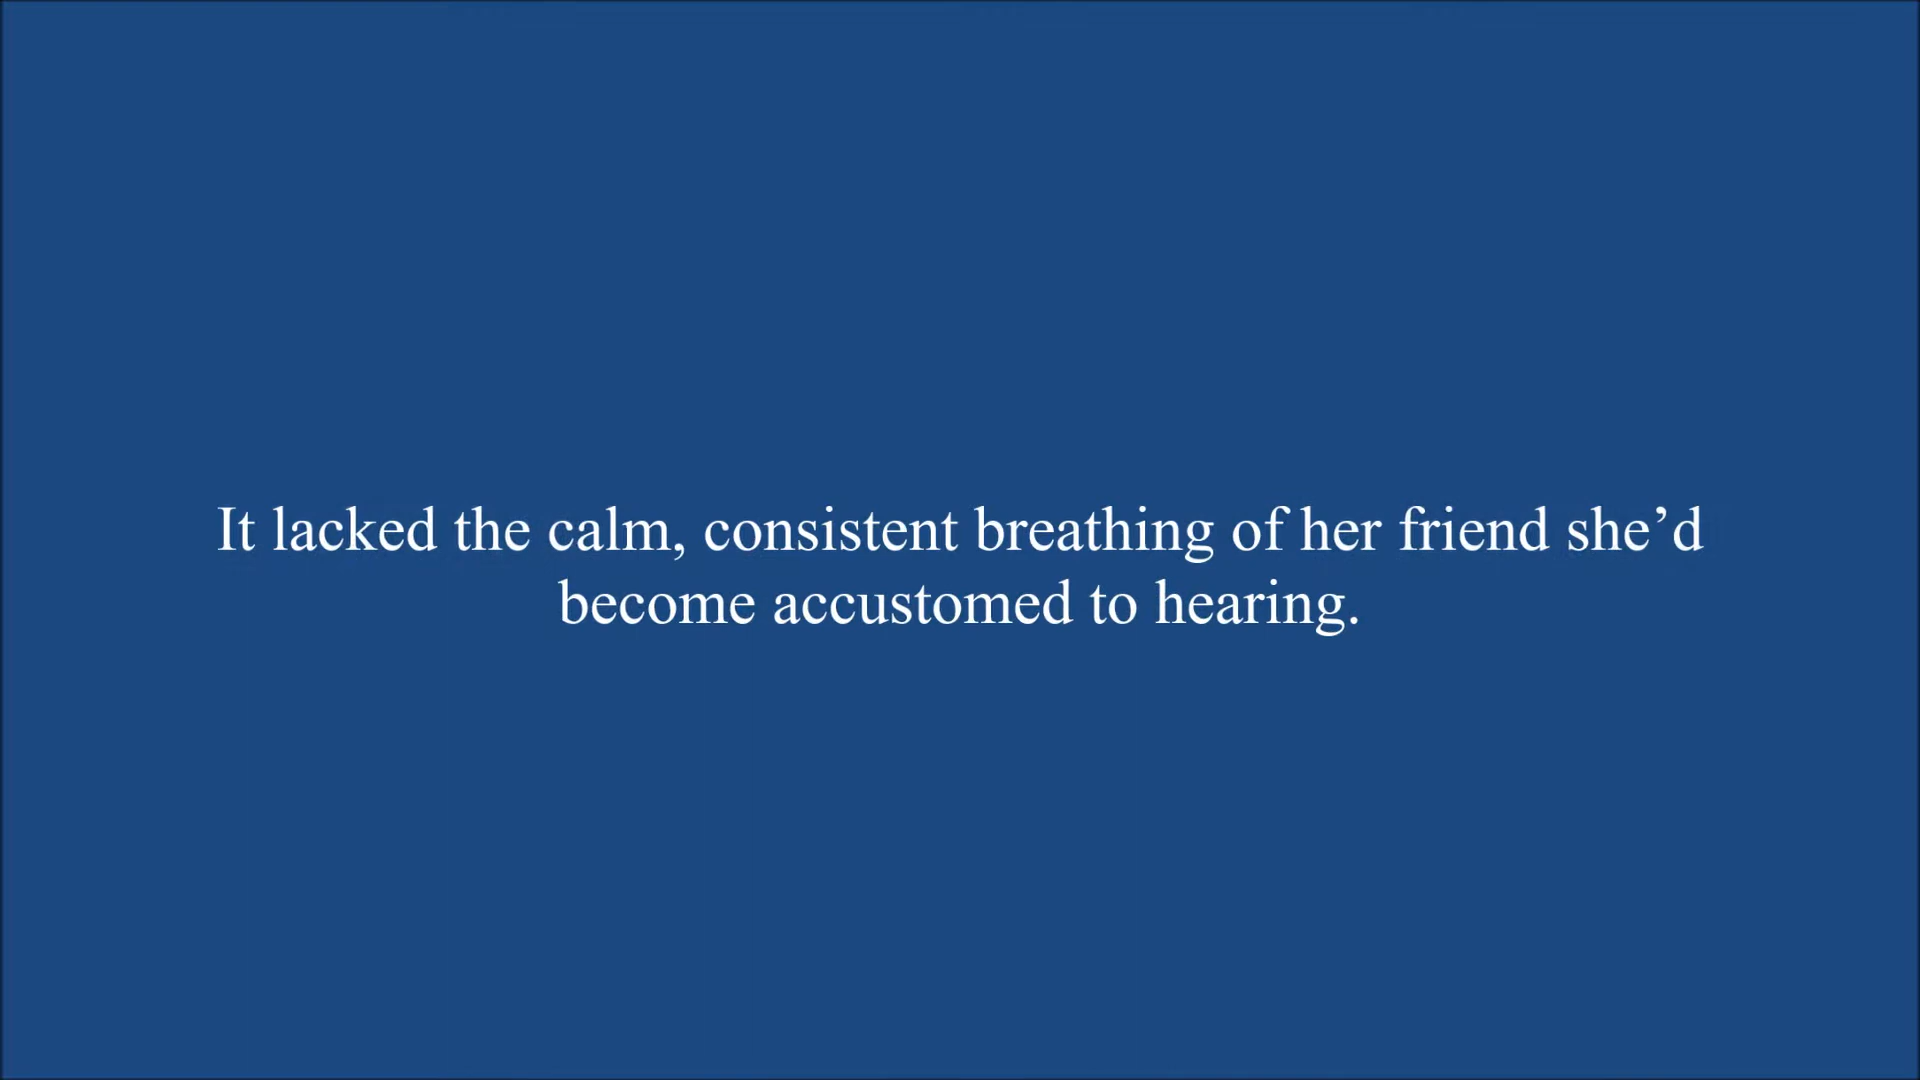 It lacked the calm, consistent breathing of her friend she’d
become accustomed to hearing.